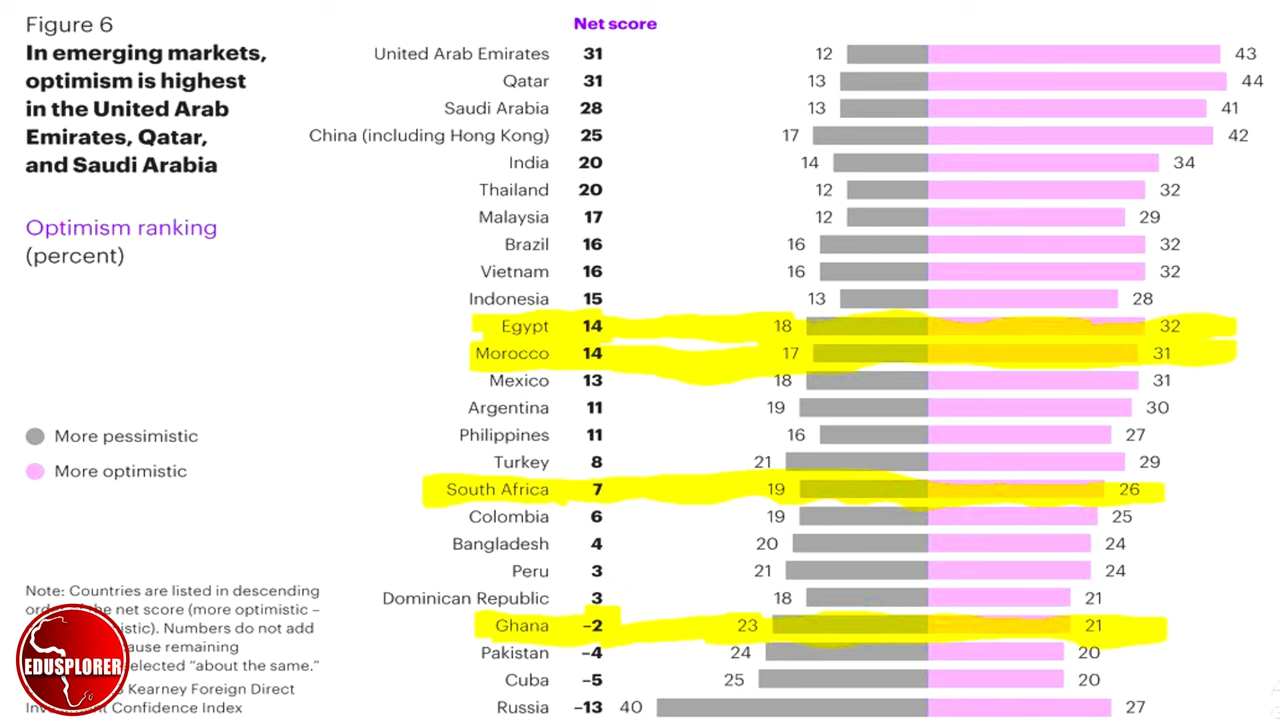 Figure 6
In emerging markets,
optimism is highest
in the United Arab
Emirates, Qatar,
and Saudi Arabia
Optimism ranking
(percent)
More pessimistic
More optimistic
Net score
United Arab Emirates 31 12 43
Qatar 31 13 44
Saudi Arabia 28 13 41
China (including Hong Kong) 25 17 42
India 20 14 34
Thailand 20 12 32
Malaysia 17 12 29
Brazil 16 16 32
Vietnam 16 16 32
Indonesia 15 13 28
Egypt 14 18 32
Morocco 14 17 31
Mexico 13 18 31
Argentina 11 19 30
Philippines 11 16 27
Turkey 8 21 29
South Africa 7 19 26
Colombia 6 19 25
Bangladesh 4 20 24
Peru 3 21 24
Dominican Republic 3 18 21
Ghana –2 23 21
Pakistan –4 24 20
Cuba –5 25 20
Russia –13 40 27
Note: Countries are listed in descending
the net score (more optimistic –
Numbers do not add
remaining
"about the same."
Kearney Foreign Direct
Confidence Index
EDUSPLORER